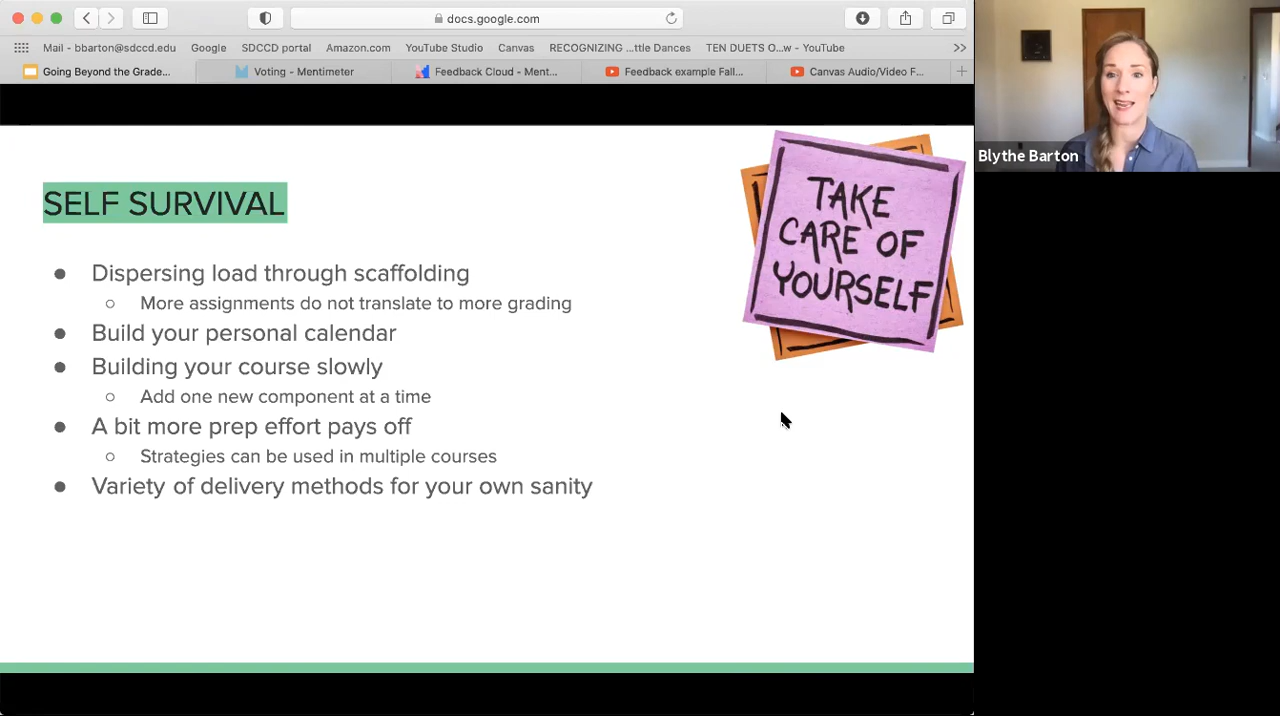 docs.google.com
Mail - bbarton@sdccd.edu Google SDCCD portal Amazon.com YouTube Studio Canvas RECOGNIZING ...ttle Dances TEN DUETS O...w - YouTube
Going Beyond the Grade... Voting - Mentimeter Feedback Cloud - Ment... Feedback example Fall... Canvas Audio/Video F...
Blythe Barton
SELF SURVIVAL
TAKE
CARE OF
YOURSELF
● Dispersing load through scaffolding
○ More assignments do not translate to more grading
● Build your personal calendar
● Building your course slowly
○ Add one new component at a time
● A bit more prep effort pays off
○ Strategies can be used in multiple courses
● Variety of delivery methods for your own sanity